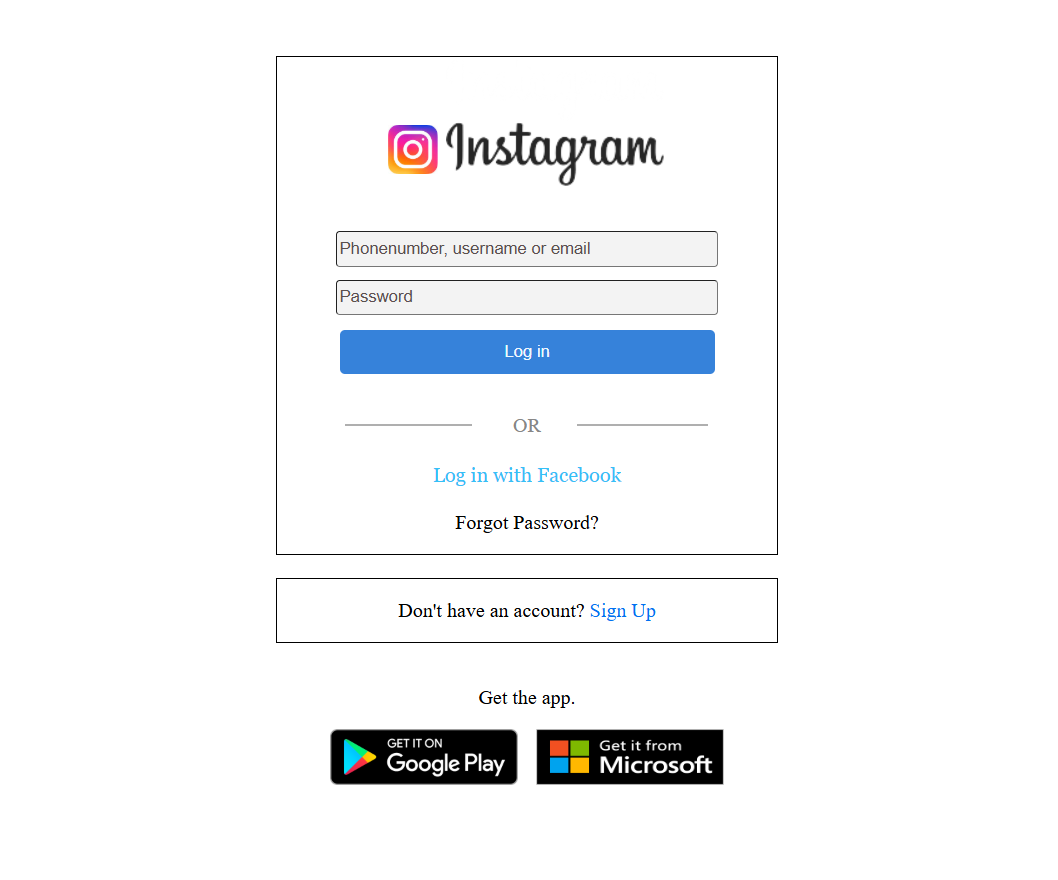 Instagram
Phonenumber, username or email
Password
Log in
OR
Log in with Facebook
Forgot Password?
Don't have an account? Sign Up
Get the app.
GET IT ON
Google Play
Get it from
Microsoft